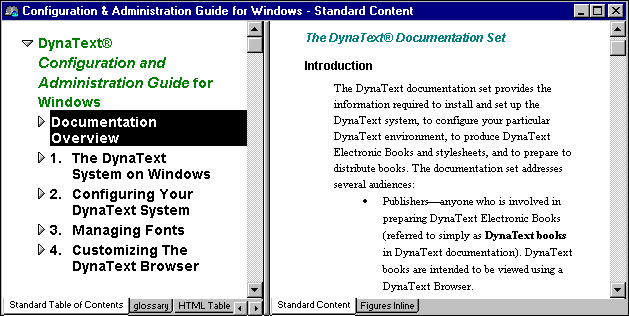 Configuration & Administration Guide for Windows - Standard Content
DynaText®
Configuration and
Administration Guide for
Windows
Documentation
Overview
1. The DynaText
System on Windows
2. Configuring Your
DynaText System
3. Managing Fonts
4. Customizing The
DynaText Browser
Standard Table of Contents glossary HTML Table
The DynaText® Documentation Set
Introduction
The DynaText documentation set provides the
information required to install and set up the
DynaText system, to configure your particular
DynaText environment, to produce DynaText
Electronic Books and stylesheets, and to prepare to
distribute books. The documentation set addresses
several audiences:
• Publishers—anyone who is involved in
preparing DynaText Electronic Books
(referred to simply as DynaText books
in DynaText documentation). DynaText
books are intended to be viewed using a
DynaText Browser.
Standard Content Figures Inline